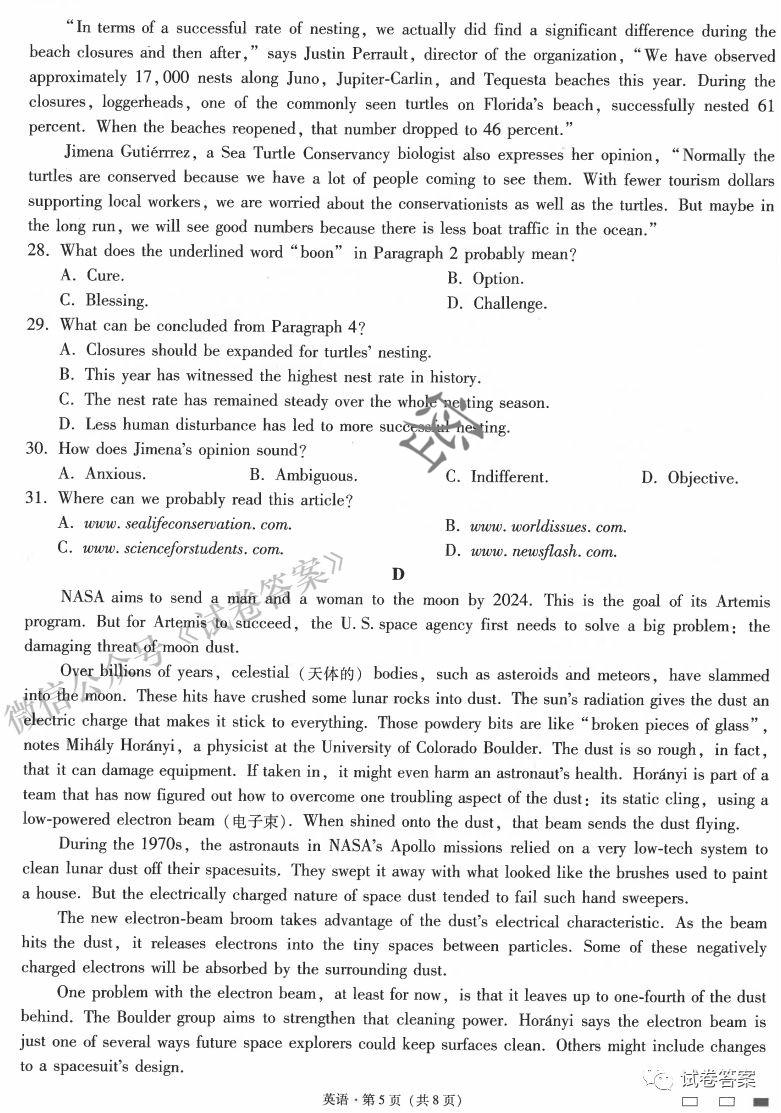 “In terms of a successful rate of nesting, we actually did find a significant difference during the
beach closures and then after,” says Justin Perrault, director of the organization, “We have observed
approximately 17,000 nests along Juno, Jupiter-Carlin, and Tequesta beaches this year. During the
closures, loggerheads, one of the commonly seen turtles on Florida’s beach, successfully nested 61
percent. When the beaches reopened, that number dropped to 46 percent.”
Jimena Gutiérrrez, a Sea Turtle Conservancy biologist also expresses her opinion, “Normally the
turtles are conserved because we have a lot of people coming to see them. With fewer tourism dollars
supporting local workers, we are worried about the conservationists as well as the turtles. But maybe in
the long run, we will see good numbers because there is less boat traffic in the ocean.”
28. What does the underlined word “boon” in Paragraph 2 probably mean?
A. Cure. B. Option.
C. Blessing. D. Challenge.
29. What can be concluded from Paragraph 4?
A. Closures should be expanded for turtles’ nesting.
B. This year has witnessed the highest nest rate in history.
C. The nest rate has remained steady over the whole nesting season.
D. Less human disturbance has led to more successful nesting.
密
30. How does Jimena’s opinion sound?
A. Anxious. B. Ambiguous. C. Indifferent. D. Objective.
31. Where can we probably read this article?
A. www. sealifeconservation. com. B. www. worldissues. com.
C. www. scienceforstudents. com. D. www. newsflash. com.
D
NASA aims to send a man and a woman to the moon by 2024. This is the goal of its Artemis
program. But for Artemis to succeed, the U. S. space agency first needs to solve a big problem: the
damaging threat of moon dust.
Over billions of years, celestial (天体的) bodies, such as asteroids and meteors, have slammed
into the moon. These hits have crushed some lunar rocks into dust. The sun’s radiation gives the dust an
electric charge that makes it stick to everything. Those powdery bits are like “broken pieces of glass”,
notes Mihály Horányi, a physicist at the University of Colorado Boulder. The dust is so rough, in fact,
that it can damage equipment. If taken in, it might even harm an astronaut’s health. Horányi is part of a
team that has now figured out how to overcome one troubling aspect of the dust: its static cling, using a
low-powered electron beam (电子束). When shined onto the dust, that beam sends the dust flying.
During the 1970s, the astronauts in NASA’s Apollo missions relied on a very low-tech system to
clean lunar dust off their spacesuits. They swept it away with what looked like the brushes used to paint
a house. But the electrically charged nature of space dust tended to fail such hand sweepers.
The new electron-beam broom takes advantage of the dust’s electrical characteristic. As the beam
hits the dust, it releases electrons into the tiny spaces between particles. Some of these negatively
charged electrons will be absorbed by the surrounding dust.
One problem with the electron beam, at least for now, is that it leaves up to one-fourth of the dust
behind. The Boulder group aims to strengthen that cleaning power. Horányi says the electron beam is
just one of several ways future space explorers could keep surfaces clean. Others might include changes
to a spacesuit’s design.
微信公众号《试卷答案》
试卷答案
英语·第 5 页 (共 8 页)